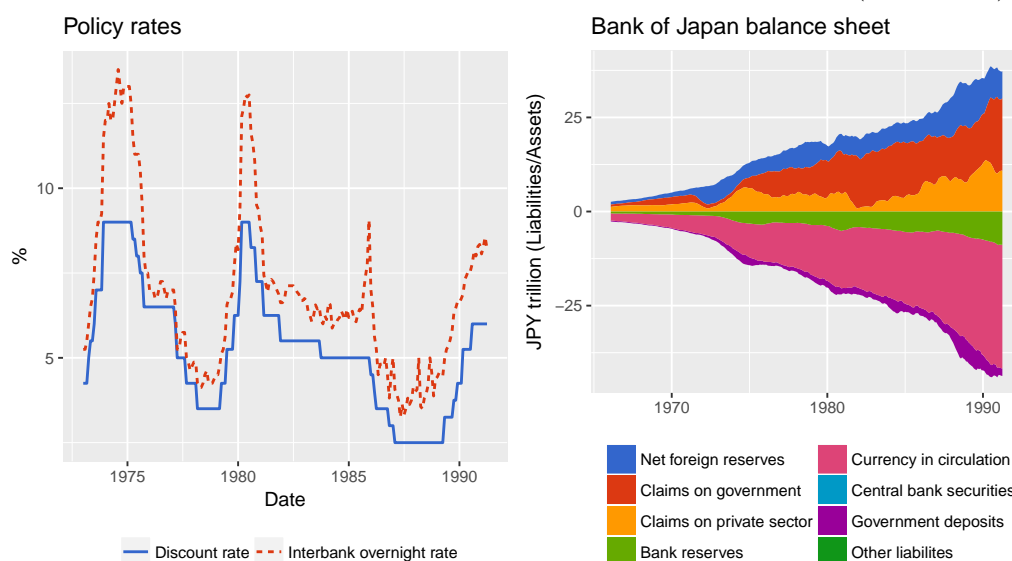 Policy rates
%
10
5
1975
1980
1985
1990
Date
Discount rate
Interbank overnight rate
Bank of Japan balance sheet
JPY trillion (Liabilities/Assets)
25
0
−25
1970
1980
1990
Net foreign reserves
Claims on government
Claims on private sector
Bank reserves
Currency in circulation
Central bank securities
Government deposits
Other liabilites